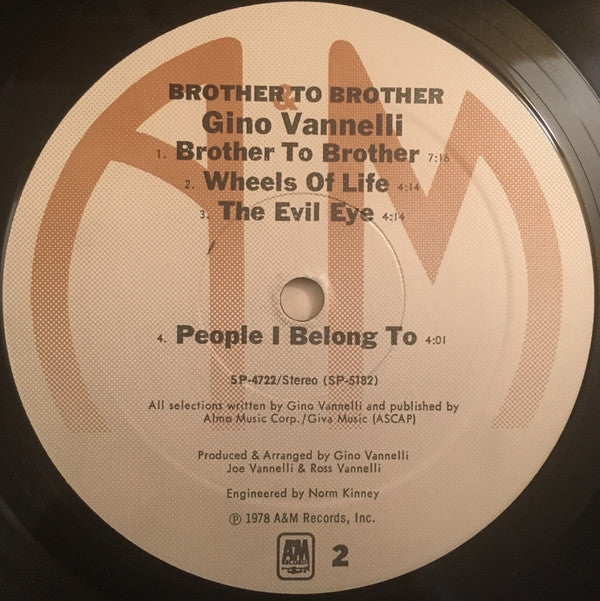 A&M
BROTHER TO BROTHER
Gino Vannelli
1. Brother To Brother 7:16
2. Wheels Of Life 4:14
3. The Evil Eye 4:14
4. People I Belong To 4:01
SP-4722/Stereo (SP-5182)
All selections written by Gino Vannelli and published by
Almo Music Corp./Giva Music (ASCAP)
Produced & Arranged by Gino Vannelli
Joe Vannelli & Ross Vannelli
Engineered by Norm Kinney
℗ 1978 A&M Records, Inc.
A&M
RECORDS
2